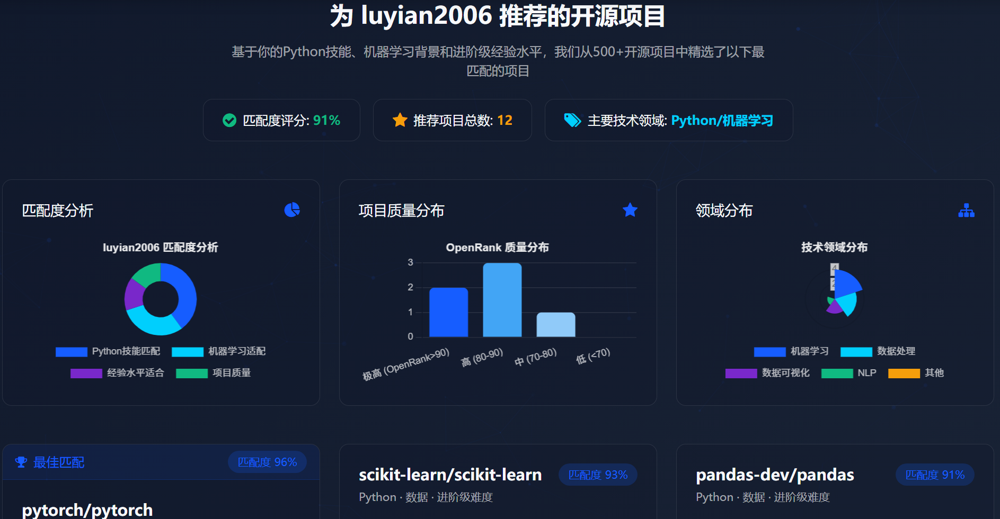 为 luyian2006 推荐的开源项目
基于你的Python技能、机器学习背景和进阶级经验水平，我们从500+开源项目中精选了以下最
匹配的项目
匹配度评分: 91%
推荐项目总数: 12
主要技术领域: Python/机器学习
匹配度分析
luyian2006 匹配度分析
Python技能匹配
机器学习适配
经验水平适合
项目质量
项目质量分布
OpenRank 质量分布
3
2
1
0
极高 (OpenRank>90)
高 (80-90)
中 (70-80)
低 (<70)
领域分布
技术领域分布
4
2
机器学习
数据处理
数据可视化
NLP
其他
最佳匹配
匹配度 96%
pytorch/pytorch
scikit-learn/scikit-learn
匹配度 93%
Python · 数据 · 进阶级难度
pandas-dev/pandas
匹配度 91%
Python · 数据 · 进阶级难度